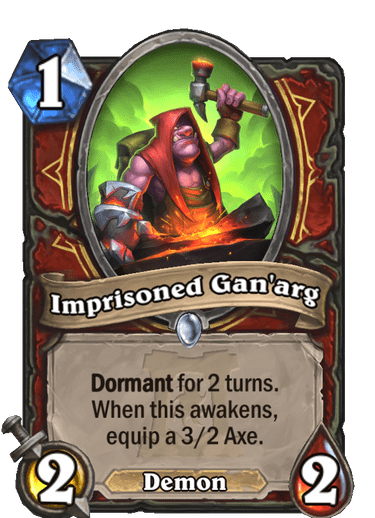 1
Imprisoned Gan'arg
Dormant for 2 turns.
When this awakens,
equip a 3/2 Axe.
2
Demon
2